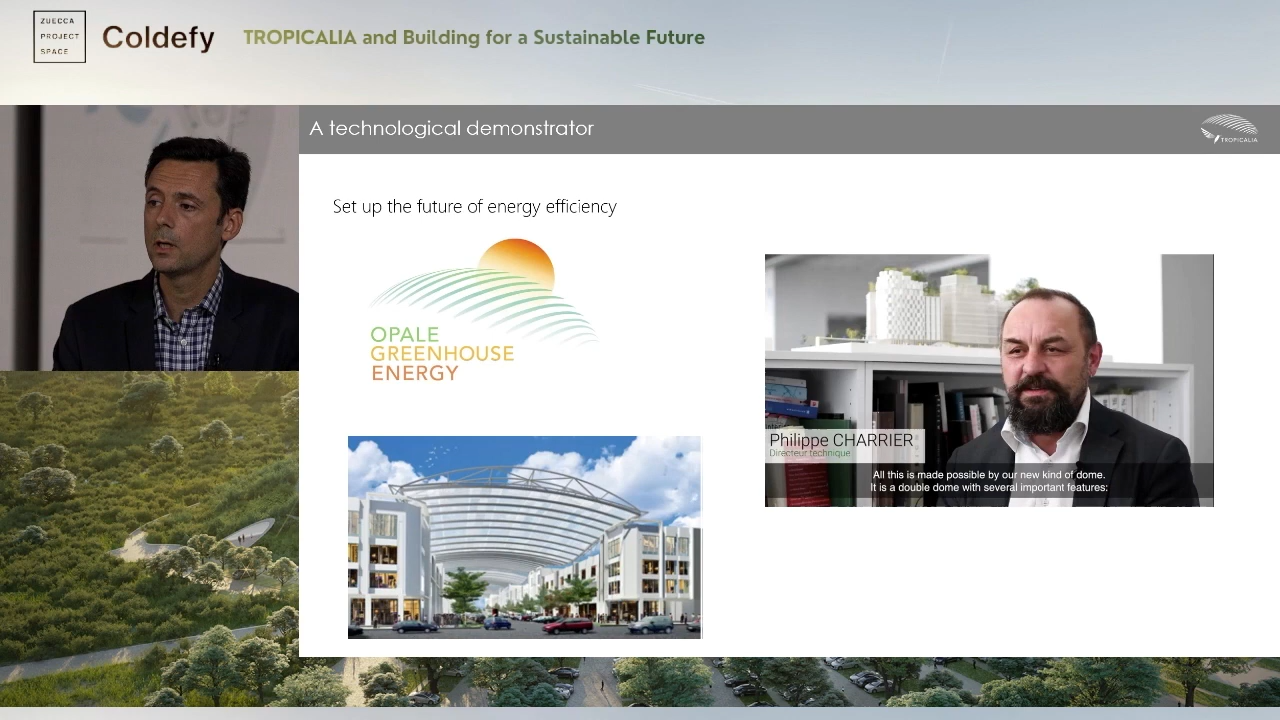 ZUECCA
PROJECT
SPACE
Coldefy
TROPICALIA and Building for a Sustainable Future
A technological demonstrator
TROPICALIA
Set up the future of energy efficiency
OPALE
GREENHOUSE
ENERGY
Philippe CHARRIER
Directeur technique
All this is made possible by our new kind of dome.
It is a double dome with several important features: